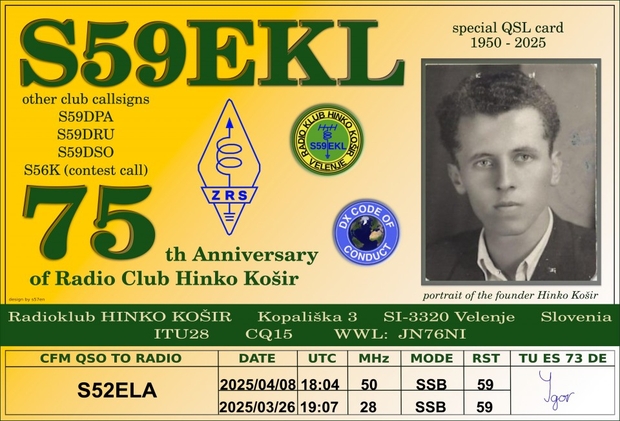 S59EKL
special QSL card
1950 - 2025
other club callsigns
S59DPA
S59DRU
S59DSO
S56K (contest call)
ZRS
RADIO KLUB HINKO KOŠIR
S59EKL
VELENJE
DX CODE OF
CONDUCT
75
th Anniversary
of Radio Club Hinko Košir
design by s57en
portrait of the founder Hinko Košir
Radioklub HINKO KOŠIR Kopališka 3 SI-3320 Velenje Slovenia
ITU28 CQ15 WWL: JN76NI
CFM QSO TO RADIO DATE UTC MHz MODE RST TU ES 73 DE
S52ELA
2025/04/08 18:04 50 SSB 59
2025/03/26 19:07 28 SSB 59
Igor